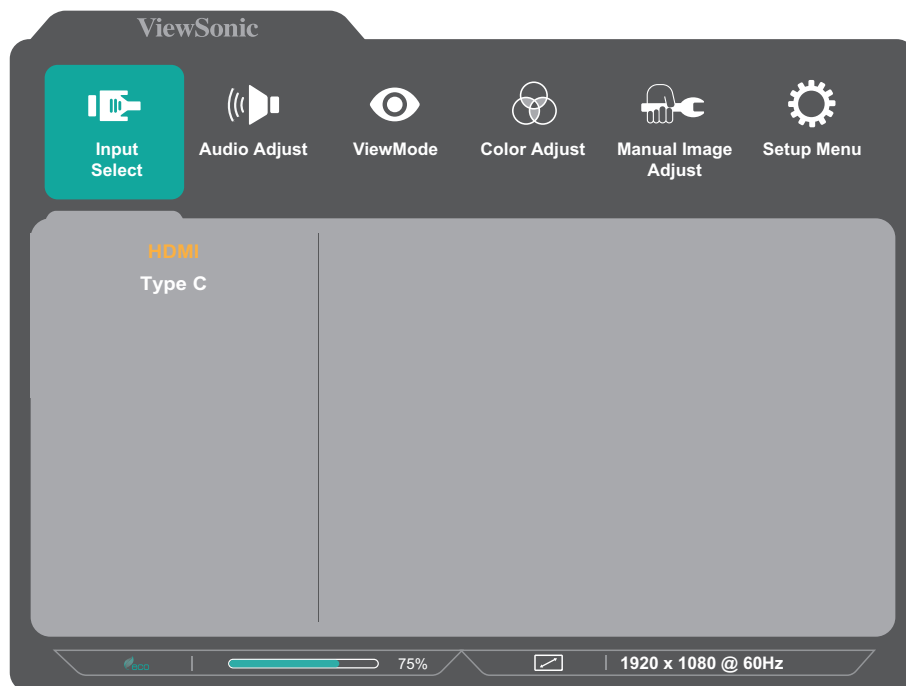 ViewSonic
Input
Select
Audio Adjust
ViewMode
Color Adjust
Manual Image
Adjust
Setup Menu
HDMI
Type C
eco
75%
1920 x 1080 @ 60Hz